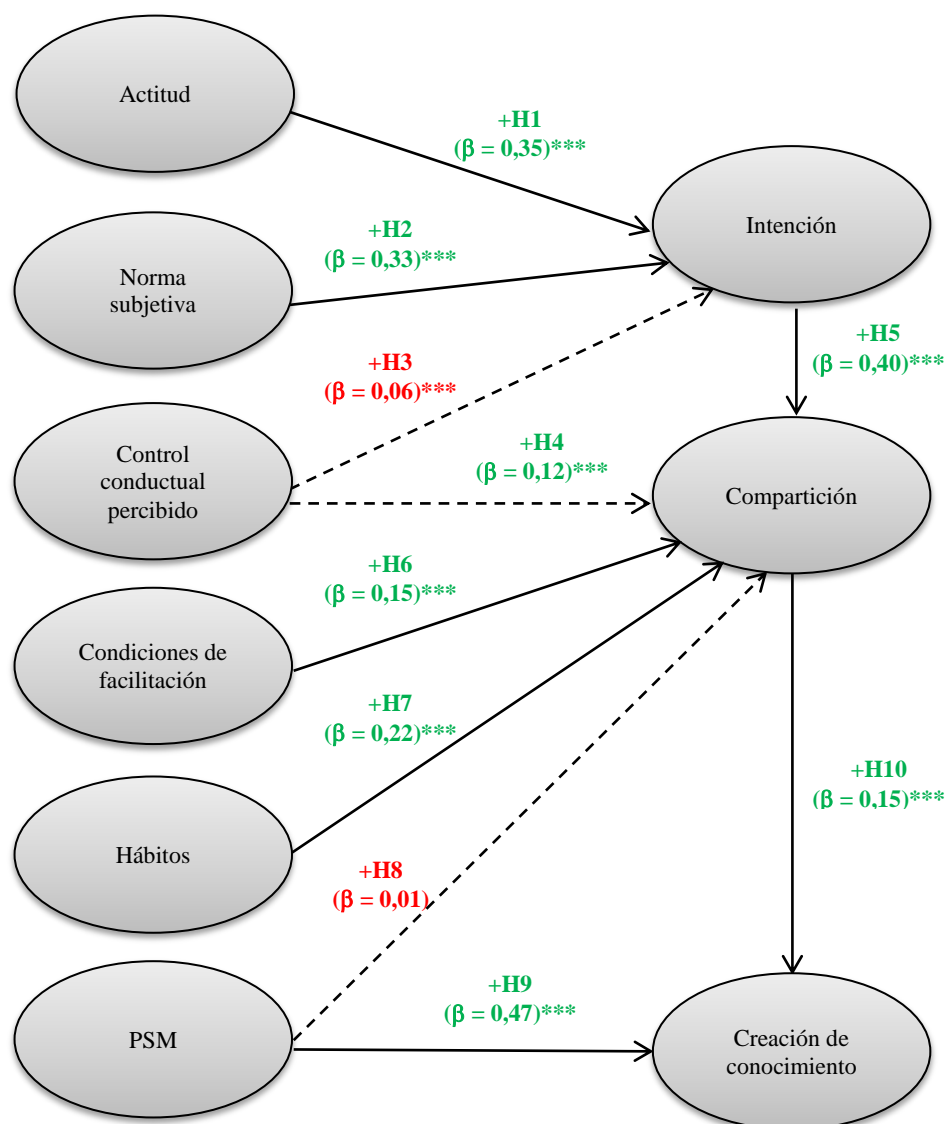 Actitud
+H1
(β = 0,35)***
Intención
+H2
(β = 0,33)***
Norma
subjetiva
+H5
(β = 0,40)***
+H3
(β = 0,06)***
+H4
(β = 0,12)***
Control
conductual
percibido
Compartición
+H6
(β = 0,15)***
Condiciones de
facilitación
+H7
(β = 0,22)***
+H10
(β = 0,15)***
Hábitos
+H8
(β = 0,01)
+H9
(β = 0,47)***
PSM
Creación de
conocimiento